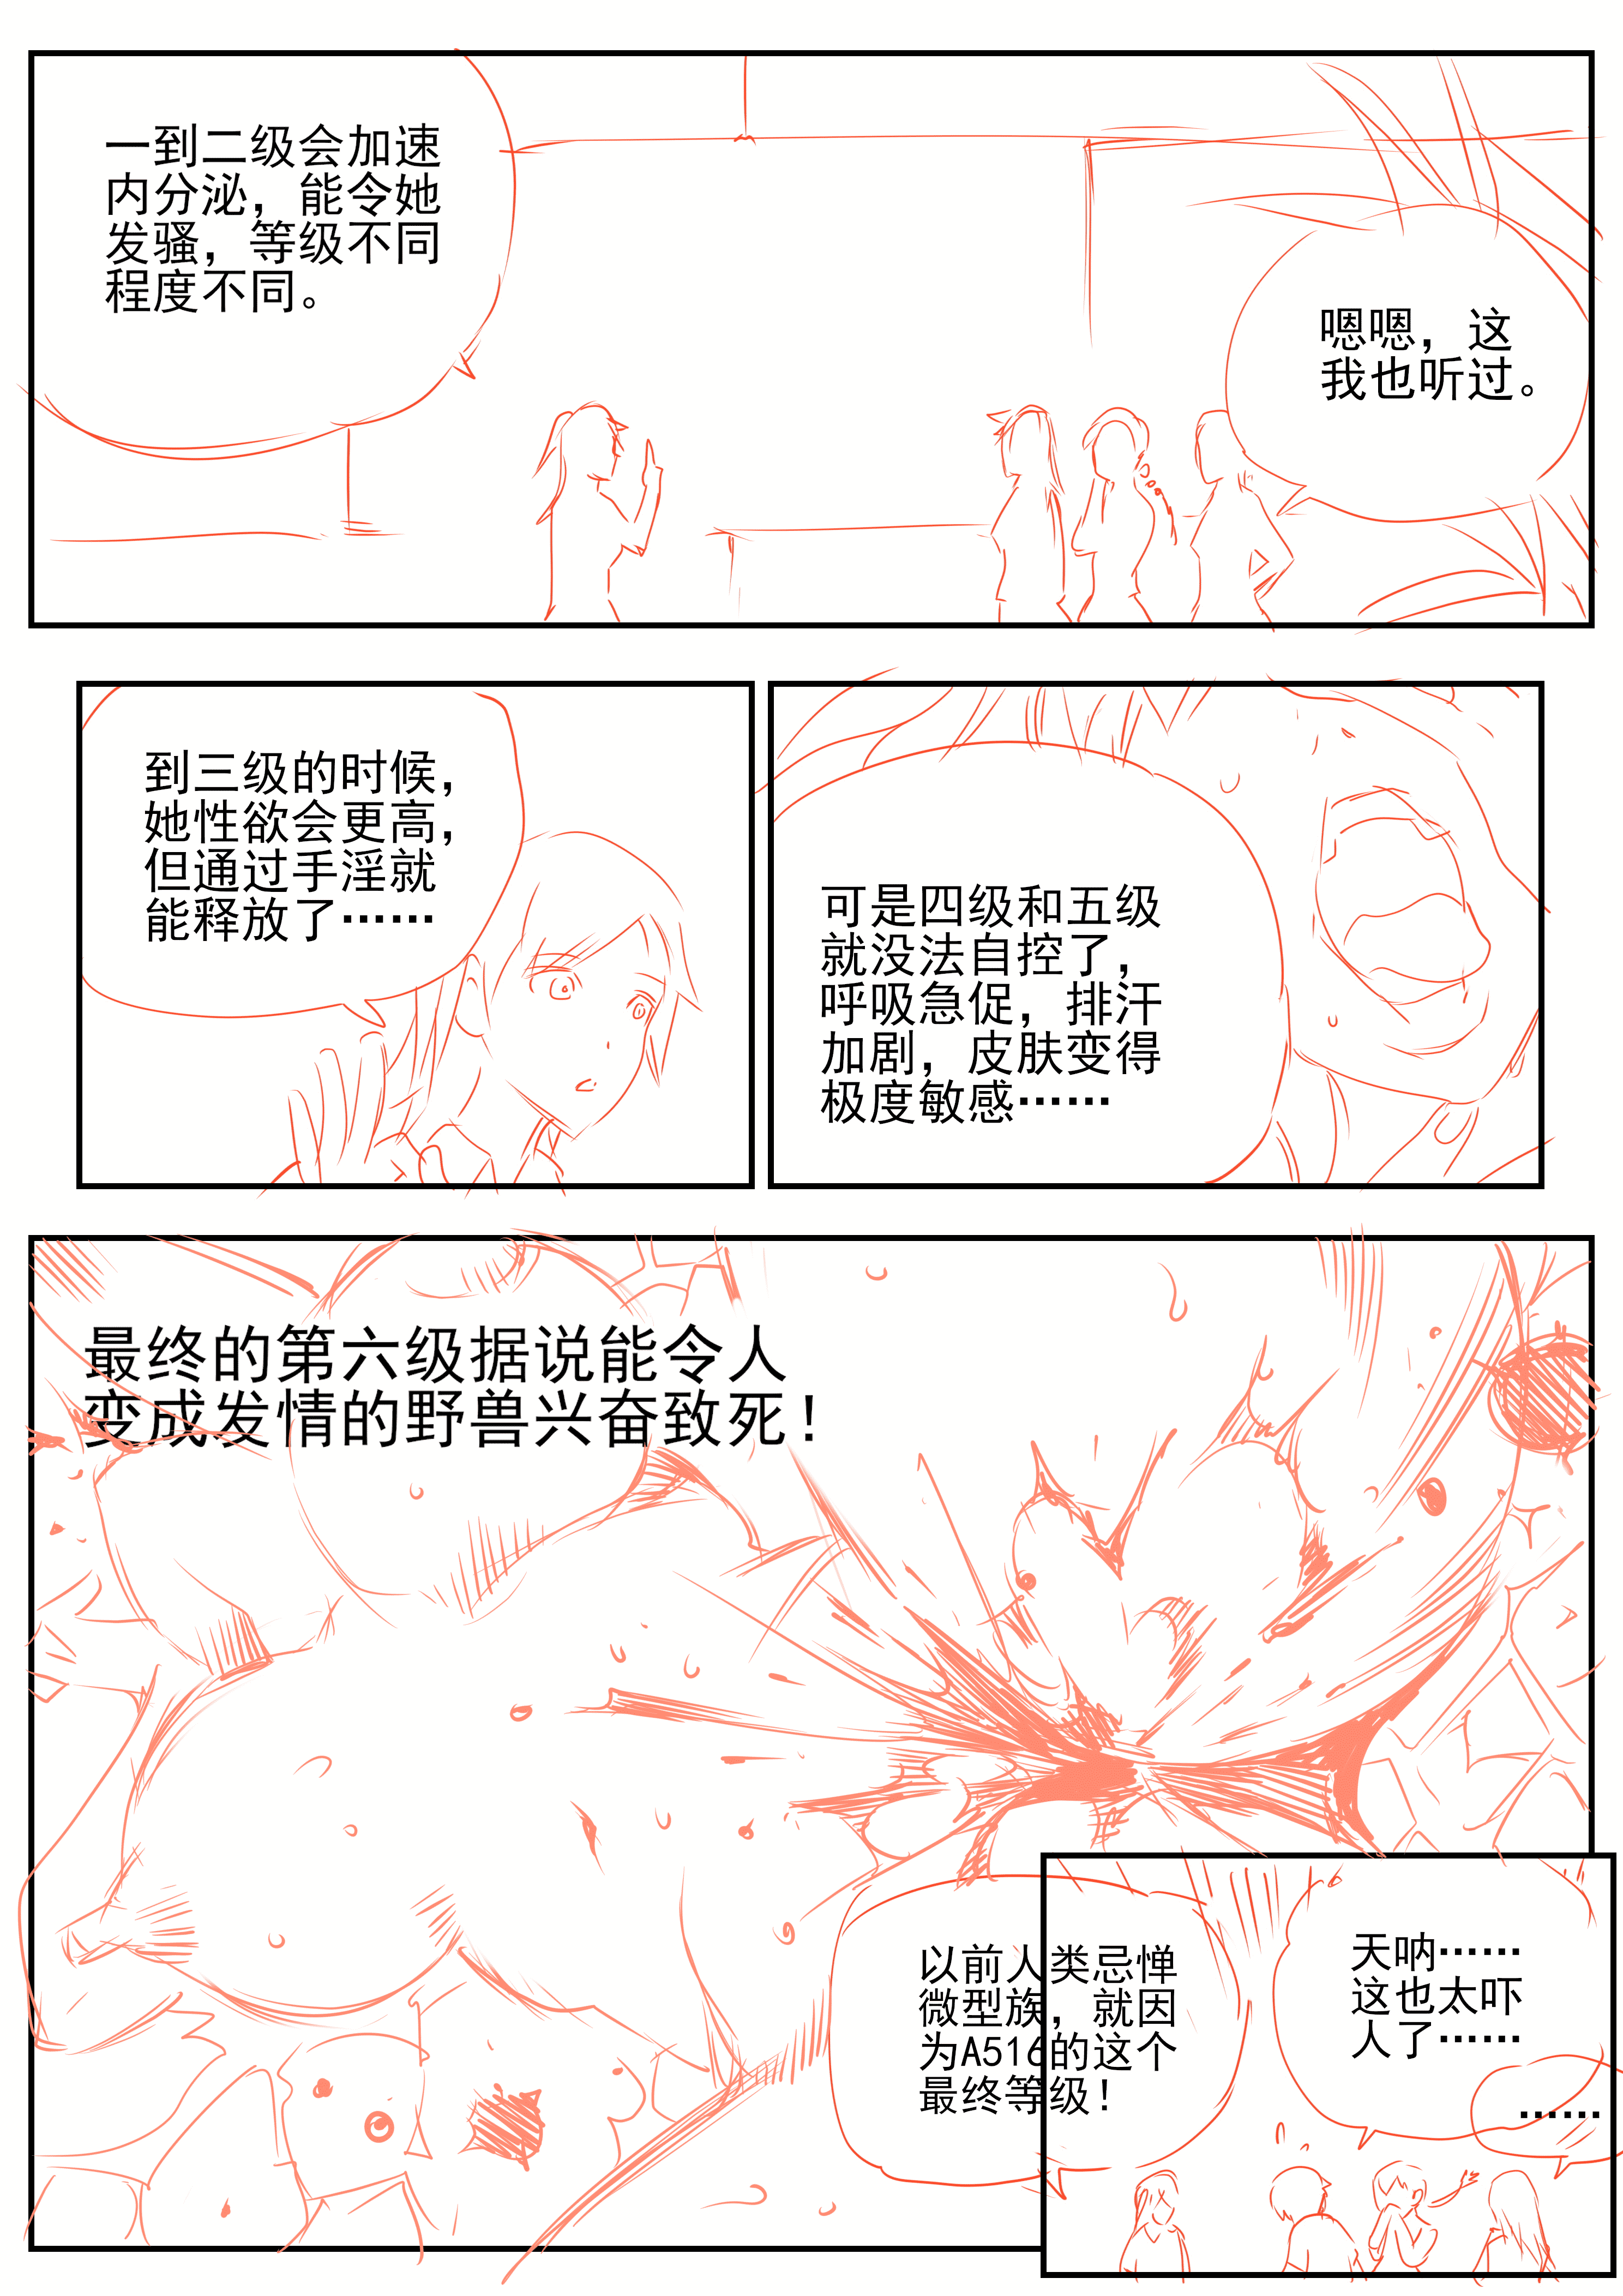 一到二级会加速
内分泌，能令她
发骚，等级不同
程度不同。
嗯嗯，这
我也听过。
到三级的时候，
她性欲会更高，
但通过手淫就
能释放了……
可是四级和五级
就没法自控了，
呼吸急促，排汗
加剧，皮肤变得
极度敏感……
最终的第六级据说能令人
变成发情的野兽兴奋致死！
以前人类忌惮
微型族，就因
为A516的这个
最终等级！
天呐……
这也太吓
人了……
……